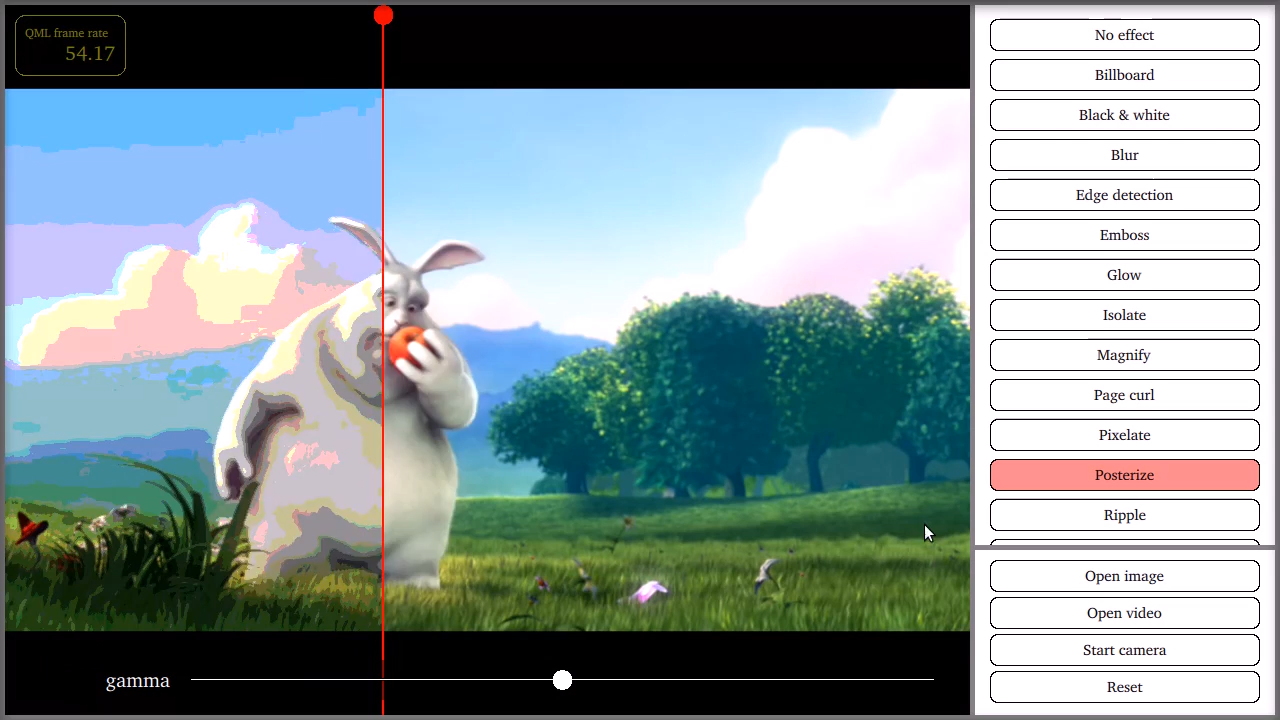 QML frame rate
54.17
gamma
No effect
Billboard
Black & white
Blur
Edge detection
Emboss
Glow
Isolate
Magnify
Page curl
Pixelate
Posterize
Ripple
Open image
Open video
Start camera
Reset